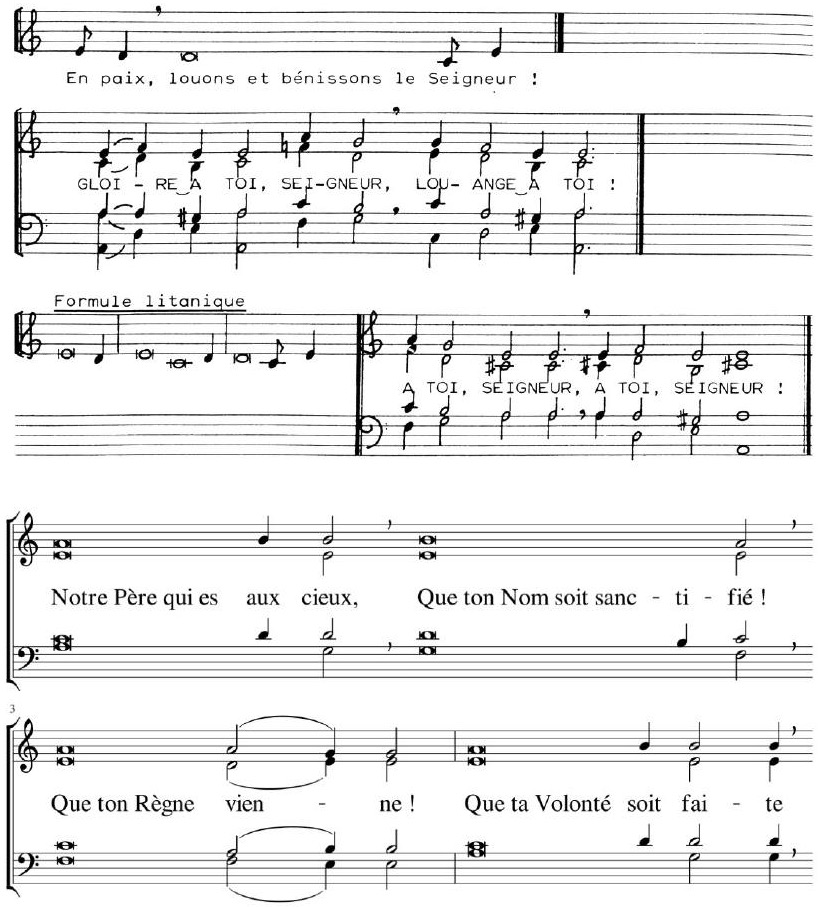 En paix, louons et bénissons le Seigneur !
GLOI - RE A TOI, SEI-GNEUR, LOU- ANGE A TOI !
Formule litanique
A TOI, SEIGNEUR, A TOI, SEIGNEUR !
Notre Père qui es aux cieux, Que ton Nom soit sanc - ti - fié !
3
Que ton Règne vien - ne ! Que ta Volonté soit fai - te